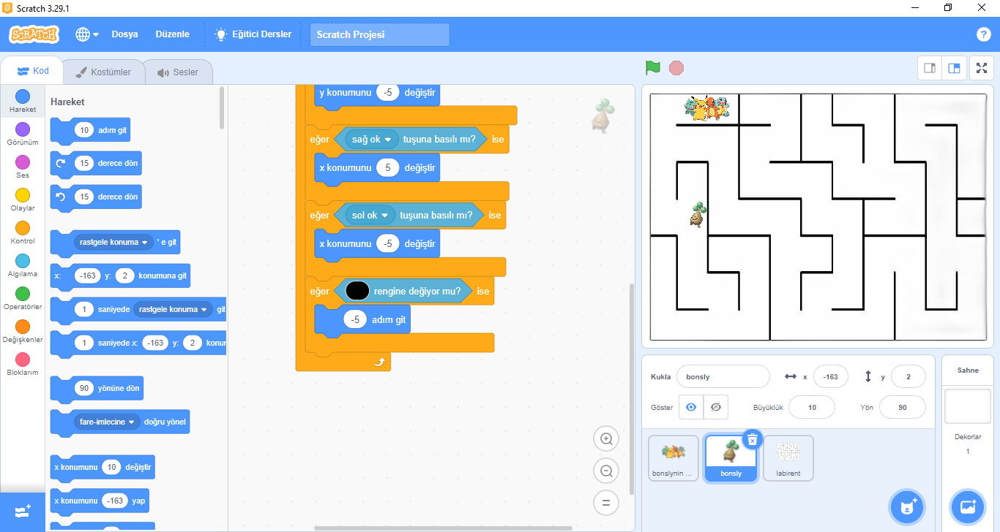 Scratch 3.29.1
SCRATCH
Dosya
Düzenle
Eğitici Dersler
Scratch Projesi
?
Kod
Kostümler
Sesler
Hareket
Görünüm
Ses
Olaylar
Kontrol
Algılama
Operatörler
Değişkenler
Bloklarım
Hareket
10 adım git
15 derece dön
15 derece dön
rastgele konuma ' e git
x: -163 y: 2 konumuna git
1 saniyede rastgele konuma git
1 saniyede x: -163 y: 2 konu
90 yönüne dön
fare-imlecine doğru yönel
x konumunu 10 değiştir
x konumunu -163 yap
y konumunu -5 değiştir
eğer sağ ok tuşuna basılı mı? ise
x konumunu 5 değiştir
eğer sol ok tuşuna basılı mı? ise
x konumunu -5 değiştir
eğer rengine değiyor mu? ise
-5 adım git
=
Kukla bonsly x -163 y 2
Göster Büyüklük 10 Yön 90
bonslynin ...
bonsly
labirent
Sahne
Dekorlar
1